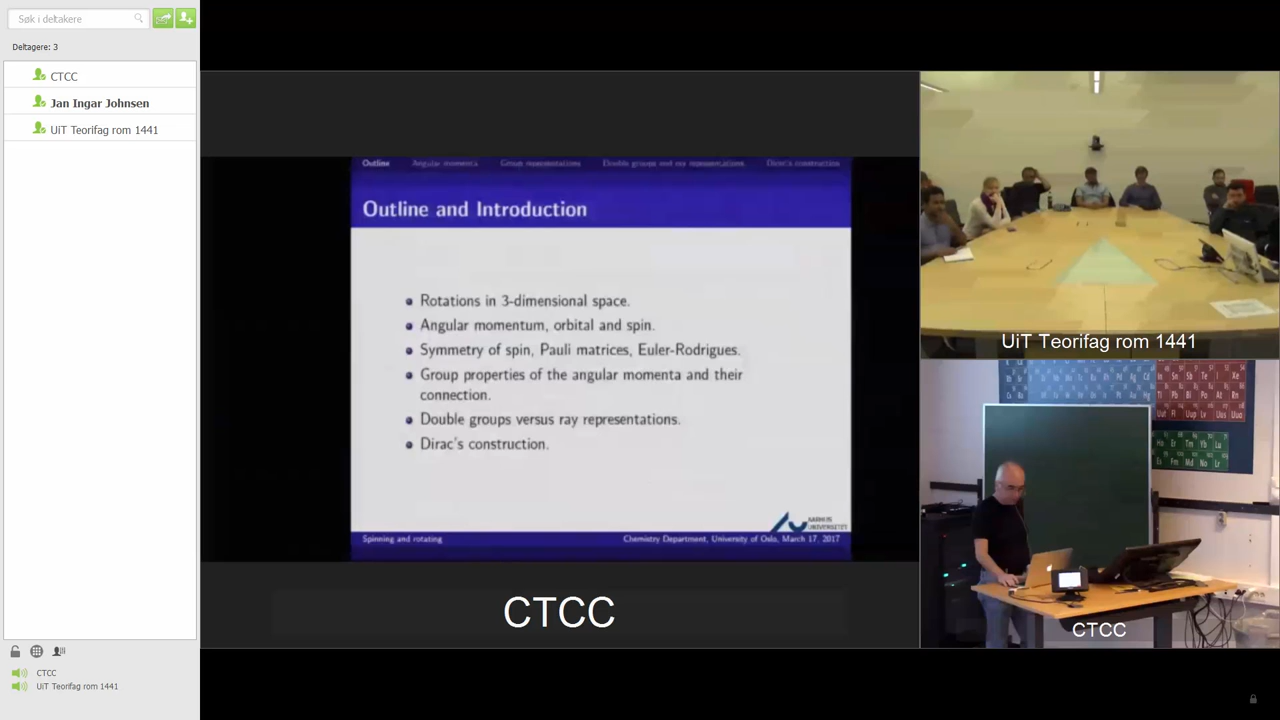 Søk i deltakere
Deltagere: 3
CTCC
Jan Ingar Johnsen
UiT Teorifag rom 1441
CTCC
UiT Teorifag rom 1441
Outline Angular momenta Group representations Double groups and ray representations. Dirac's construction
Outline and Introduction
Rotations in 3-dimensional space.
Angular momentum, orbital and spin.
Symmetry of spin, Pauli matrices, Euler-Rodrigues.
Group properties of the angular momenta and their
connection.
Double groups versus ray representations.
Dirac's construction.
AARHUS
UNIVERSITET
Spinning and rotating Chemistry Department, University of Oslo, March 17, 2017
CTCC
UiT Teorifag rom 1441
CTCC